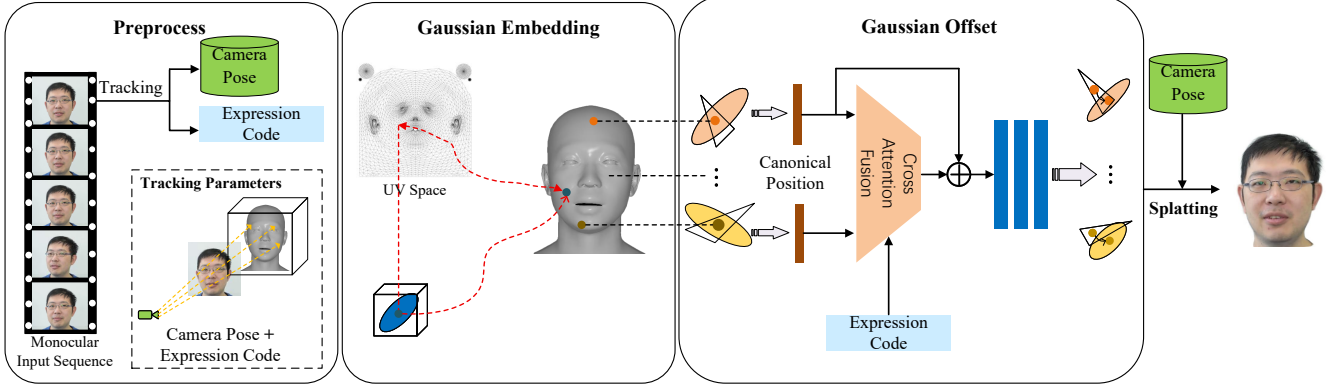 Preprocess
Tracking
Camera
Pose
Expression
Code
Tracking Parameters
Camera Pose +
Expression Code
Monocular
Input Sequence
Gaussian Embedding
UV Space
Gaussian Offset
Canonical
Position
Cross
Attention
Fusion
Expression
Code
Camera
Pose
Splatting